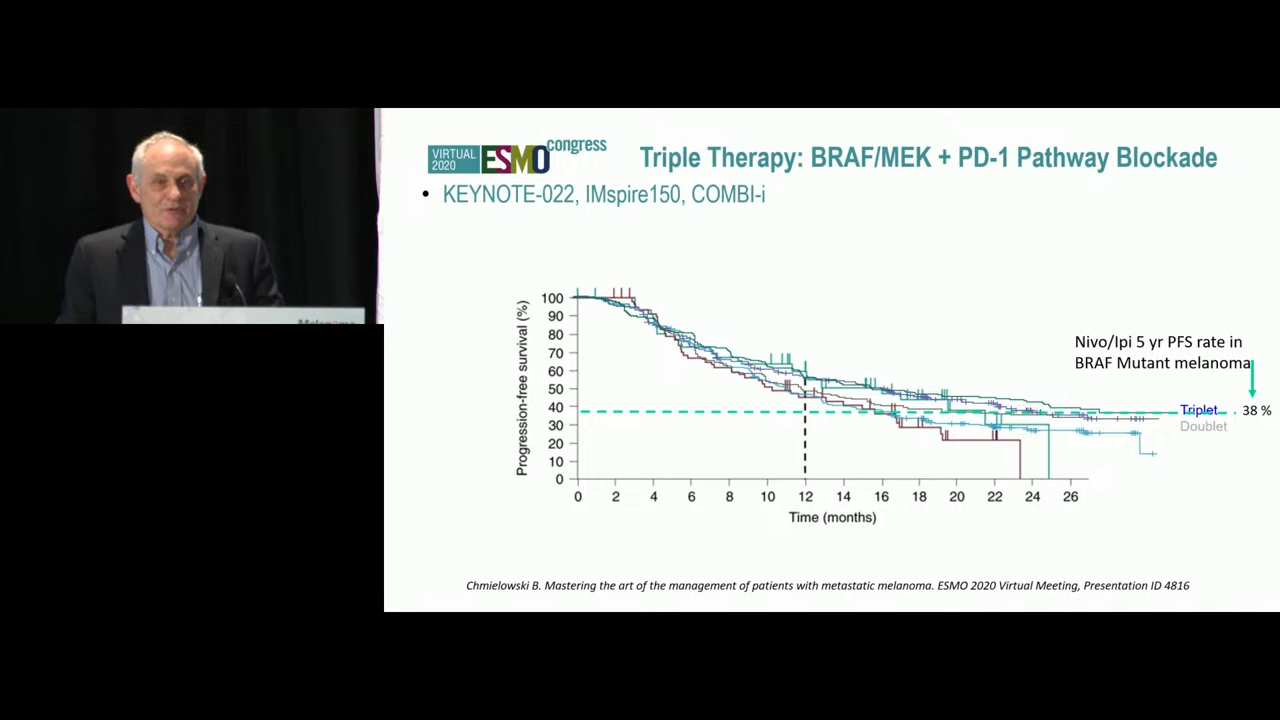 VIRTUAL
2020
ESMO
congress
Triple Therapy: BRAF/MEK + PD-1 Pathway Blockade
• KEYNOTE-022, IMspire150, COMBI-i
Progression-free survival (%)
100
90
80
70
60
50
40
30
20
10
0
0 2 4 6 8 10 12 14 16 18 20 22 24 26
Time (months)
Nivo/Ipi 5 yr PFS rate in
BRAF Mutant melanoma
Triplet
38 %
Doublet
Chmielowski B. Mastering the art of the management of patients with metastatic melanoma. ESMO 2020 Virtual Meeting, Presentation ID 4816